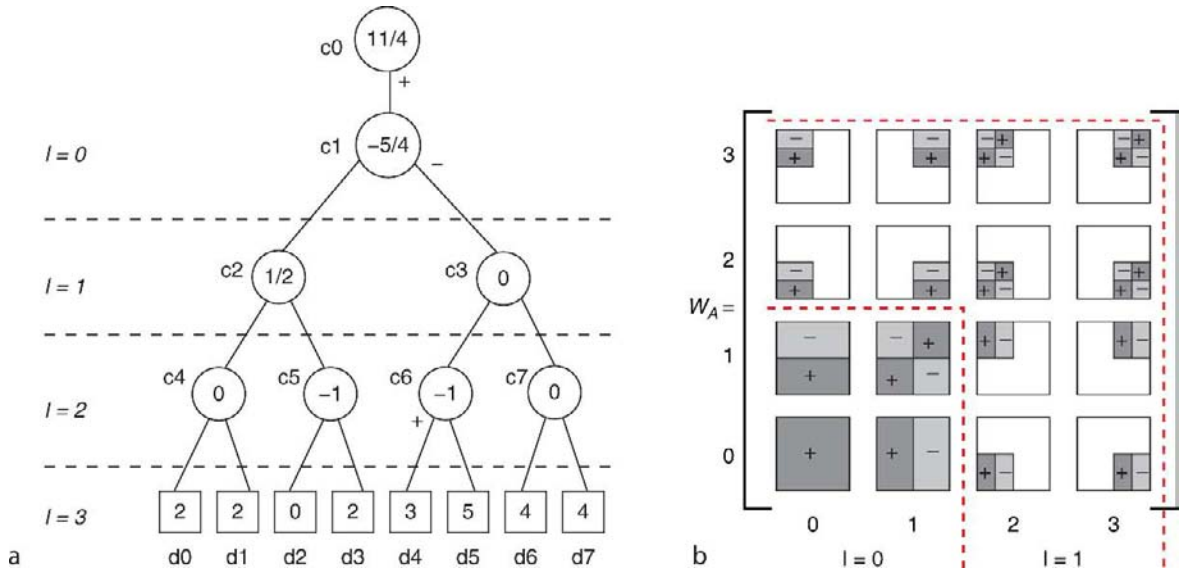 c0 11/4
+
l = 0 c1 −5/4 −
l = 1 c2 1/2 c3 0
l = 2 c4 0 c5 −1 c6 −1 c7 0
+
l = 3 2 2 0 2 3 5 4 4
a d0 d1 d2 d3 d4 d5 d6 d7
3 − + − + − + + − − + + −
2 − + − + − + + − − + + −
W_A =
1 − + − + + − + − + −
0 + + − + − + −
0 1 2 3
b l = 0 l = 1